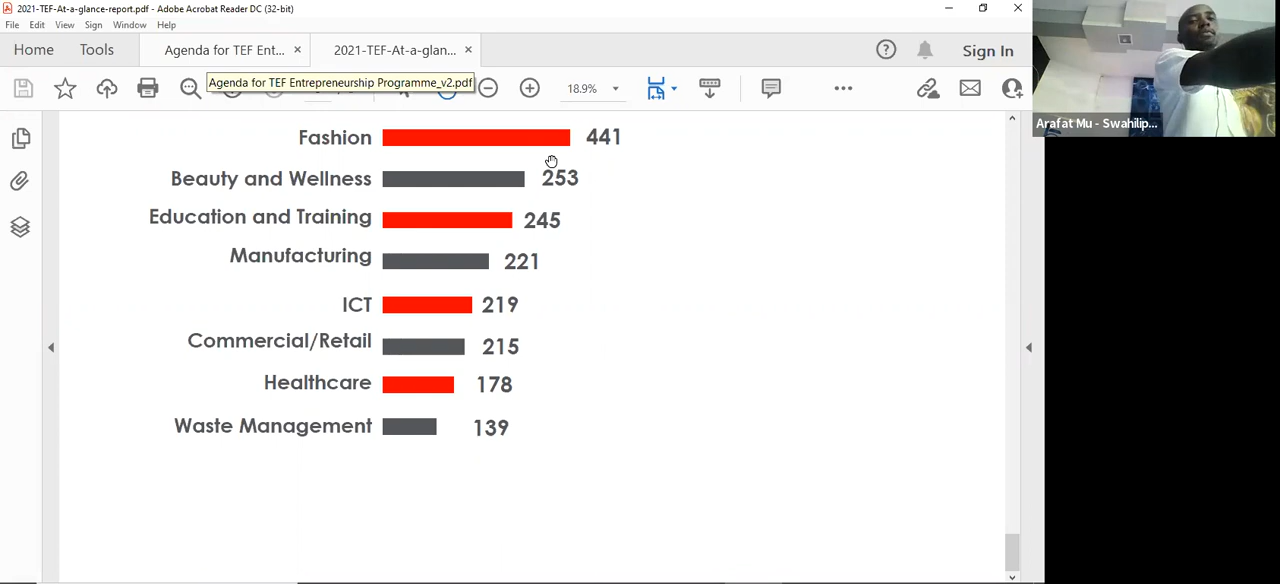 2021-TEF-At-a-glance-report.pdf - Adobe Acrobat Reader DC (32-bit)
File Edit View Sign Window Help
Home Tools Agenda for TEF Ent... × 2021-TEF-At-a-glan... × Sign In
Agenda for TEF Entrepreneurship Programme_v2.pdf
18.9%
Arafat Mu - Swahilip...
Fashion 441
Beauty and Wellness 253
Education and Training 245
Manufacturing 221
ICT 219
Commercial/Retail 215
Healthcare 178
Waste Management 139